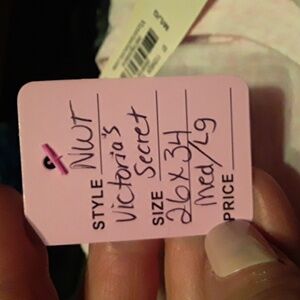 STYLE NWT
Victoria's
Secret
SIZE
26 x 34
Med/Lg
PRICE